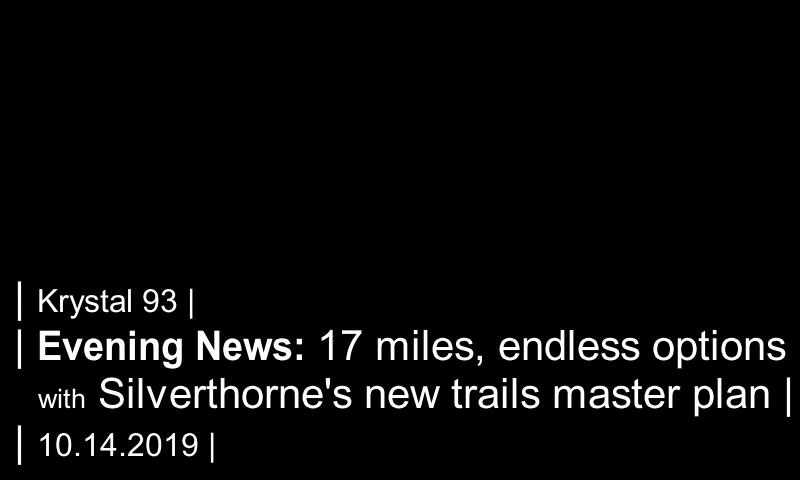 | Krystal 93 |
| Evening News: 17 miles, endless options
with Silverthorne's new trails master plan |
| 10.14.2019 |